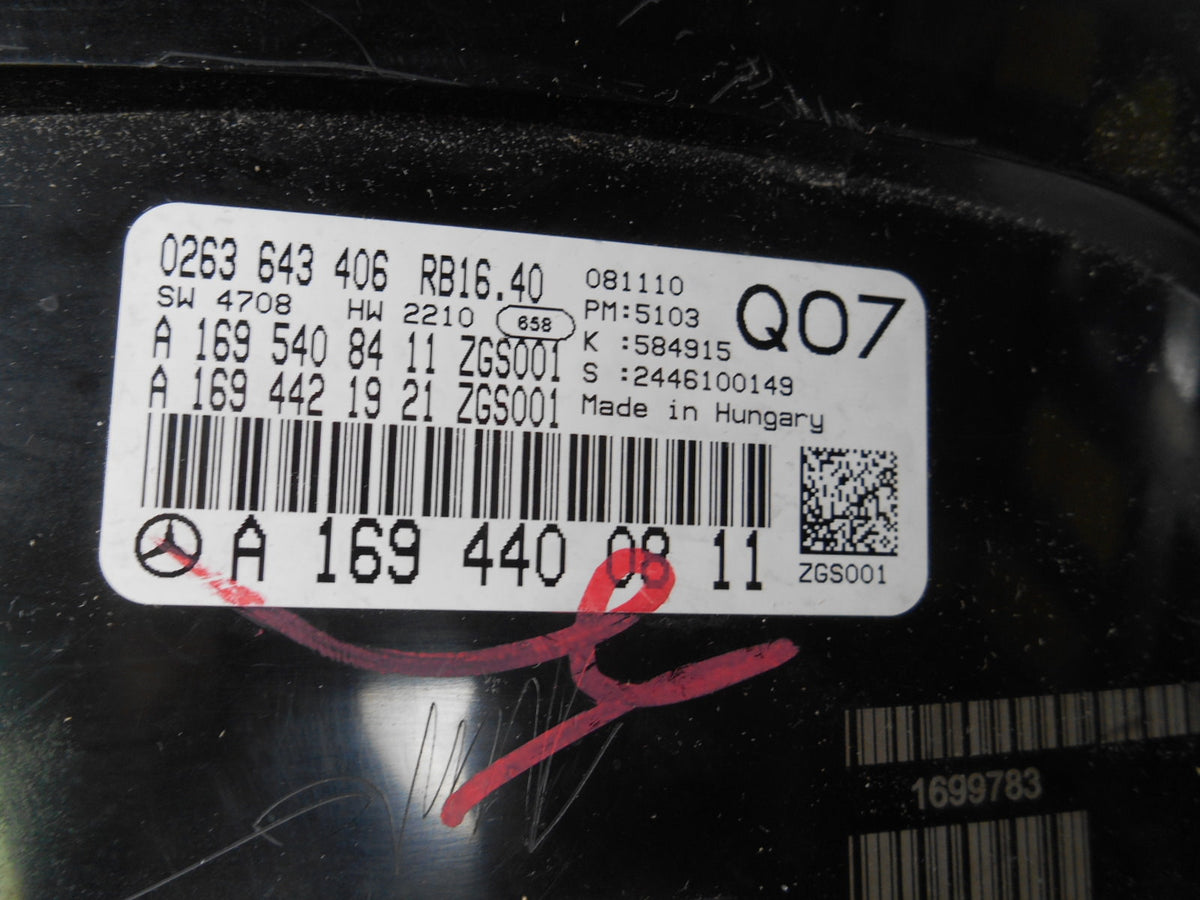 0263 643 406 RB16.40
SW 4708 HW 2210 658
A 169 540 84 11 ZGS001
A 169 442 19 21 ZGS001
081110
PM:5103
K :584915
S :2446100149
Made in Hungary
Q07
A 169 440 08 11
ZGS001
1699783